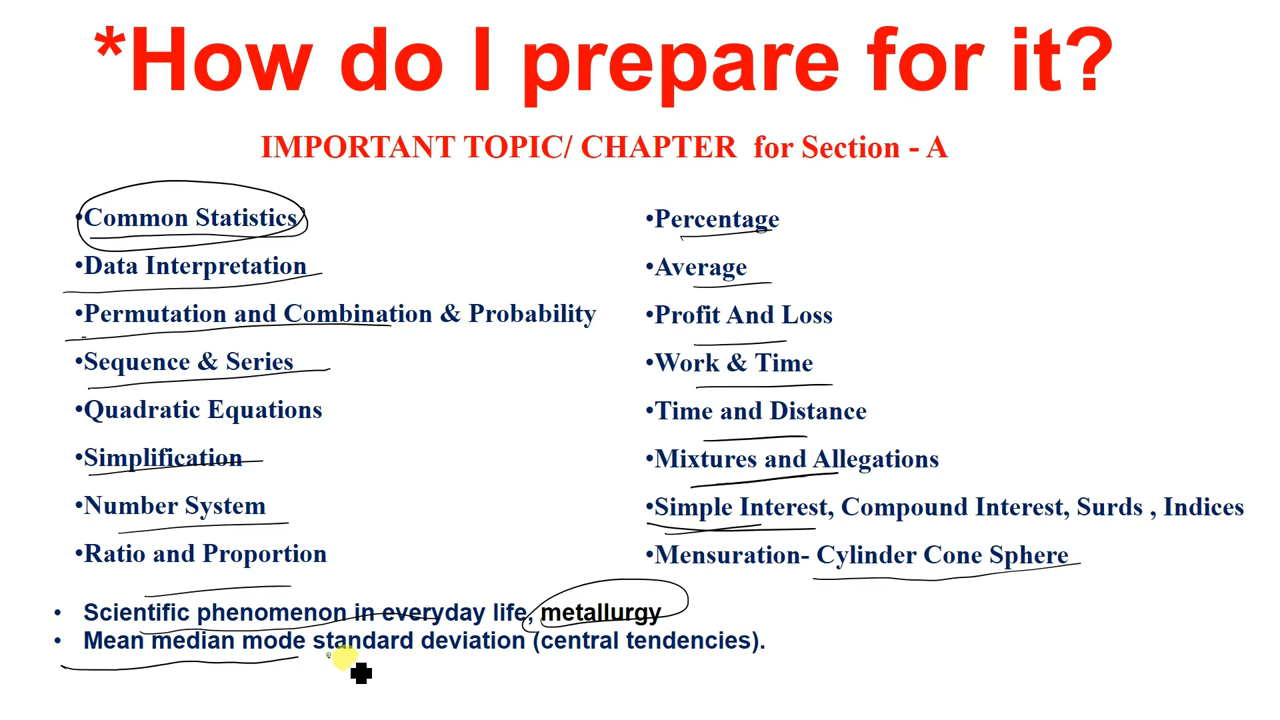 *How do I prepare for it?
IMPORTANT TOPIC/ CHAPTER for Section - A
•Common Statistics
•Data Interpretation
•Permutation and Combination & Probability
•Sequence & Series
•Quadratic Equations
•Simplification
•Number System
•Ratio and Proportion
•Percentage
•Average
•Profit And Loss
•Work & Time
•Time and Distance
•Mixtures and Allegations
•Simple Interest, Compound Interest, Surds , Indices
•Mensuration- Cylinder Cone Sphere
• Scientific phenomenon in everyday life, metallurgy
• Mean median mode standard deviation (central tendencies).